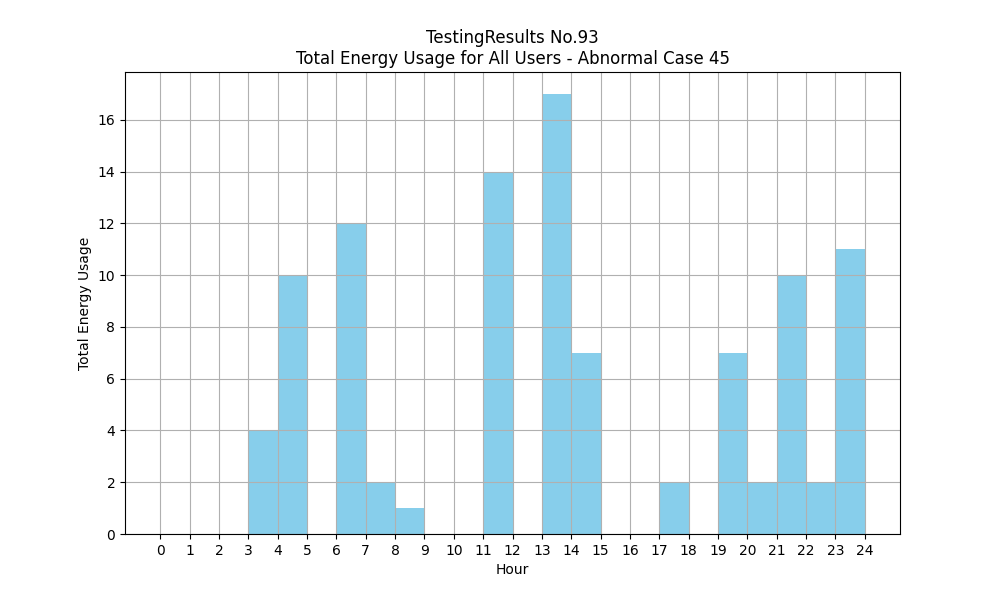 TestingResults No.93
Total Energy Usage for All Users - Abnormal Case 45
Total Energy Usage
16
14
12
10
8
6
4
2
0
0 1 2 3 4 5 6 7 8 9 10 11 12 13 14 15 16 17 18 19 20 21 22 23 24
Hour